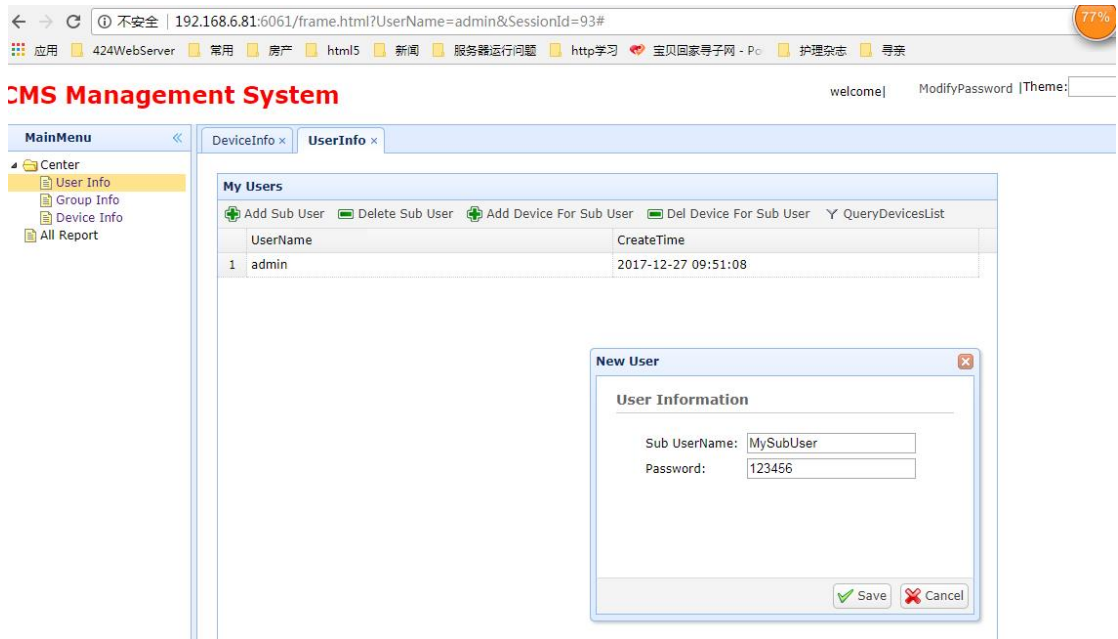 不安全 | 192.168.6.81:6061/frame.html?UserName=admin&SessionId=93#
77%
应用 424WebServer 常用 房产 html5 新闻 服务器运行问题 http学习 宝贝回家寻子网 - Po 护理杂志 寻亲
CMS Management System
welcome| ModifyPassword |Theme:
MainMenu
DeviceInfo × UserInfo ×
Center
User Info
Group Info
Device Info
All Report
My Users
Add Sub User Delete Sub User Add Device For Sub User Del Device For Sub User QueryDevicesList
UserName CreateTime
1 admin 2017-12-27 09:51:08
New User
User Information
Sub UserName: MySubUser
Password: 123456
Save Cancel